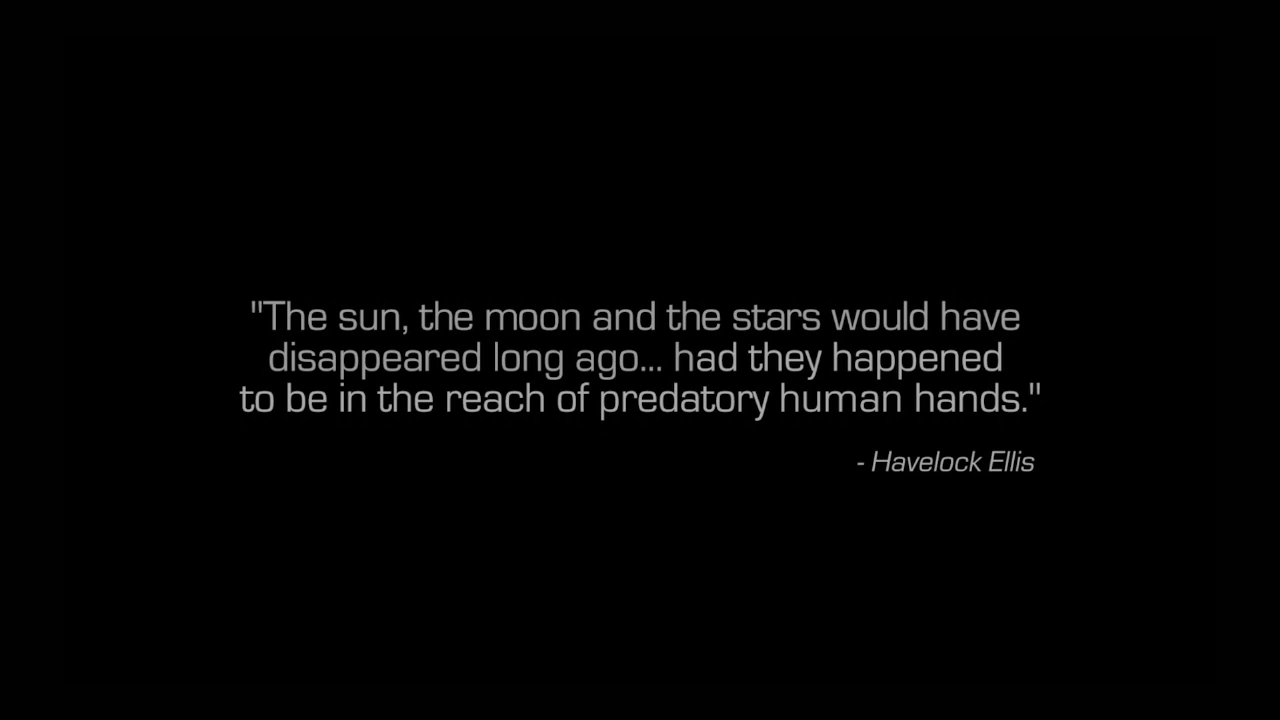 "The sun, the moon and the stars would have
disappeared long ago... had they happened
to be in the reach of predatory human hands."
- Havelock Ellis